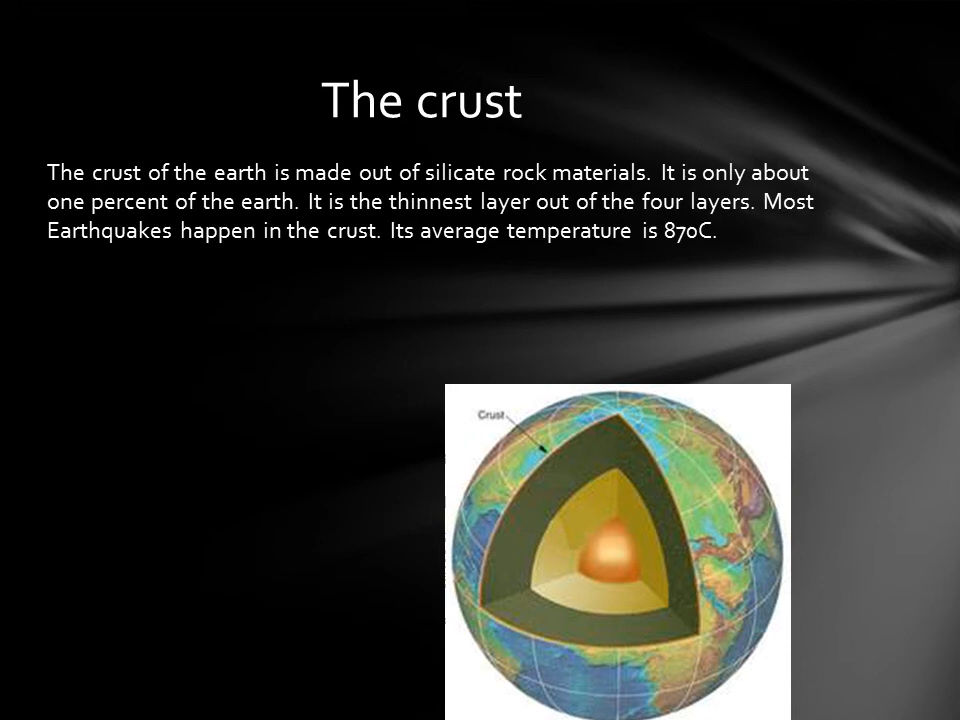 The crust
The crust of the earth is made out of silicate rock materials. It is only about
one percent of the earth. It is the thinnest layer out of the four layers. Most
Earthquakes happen in the crust. Its average temperature is 870C.
Crust